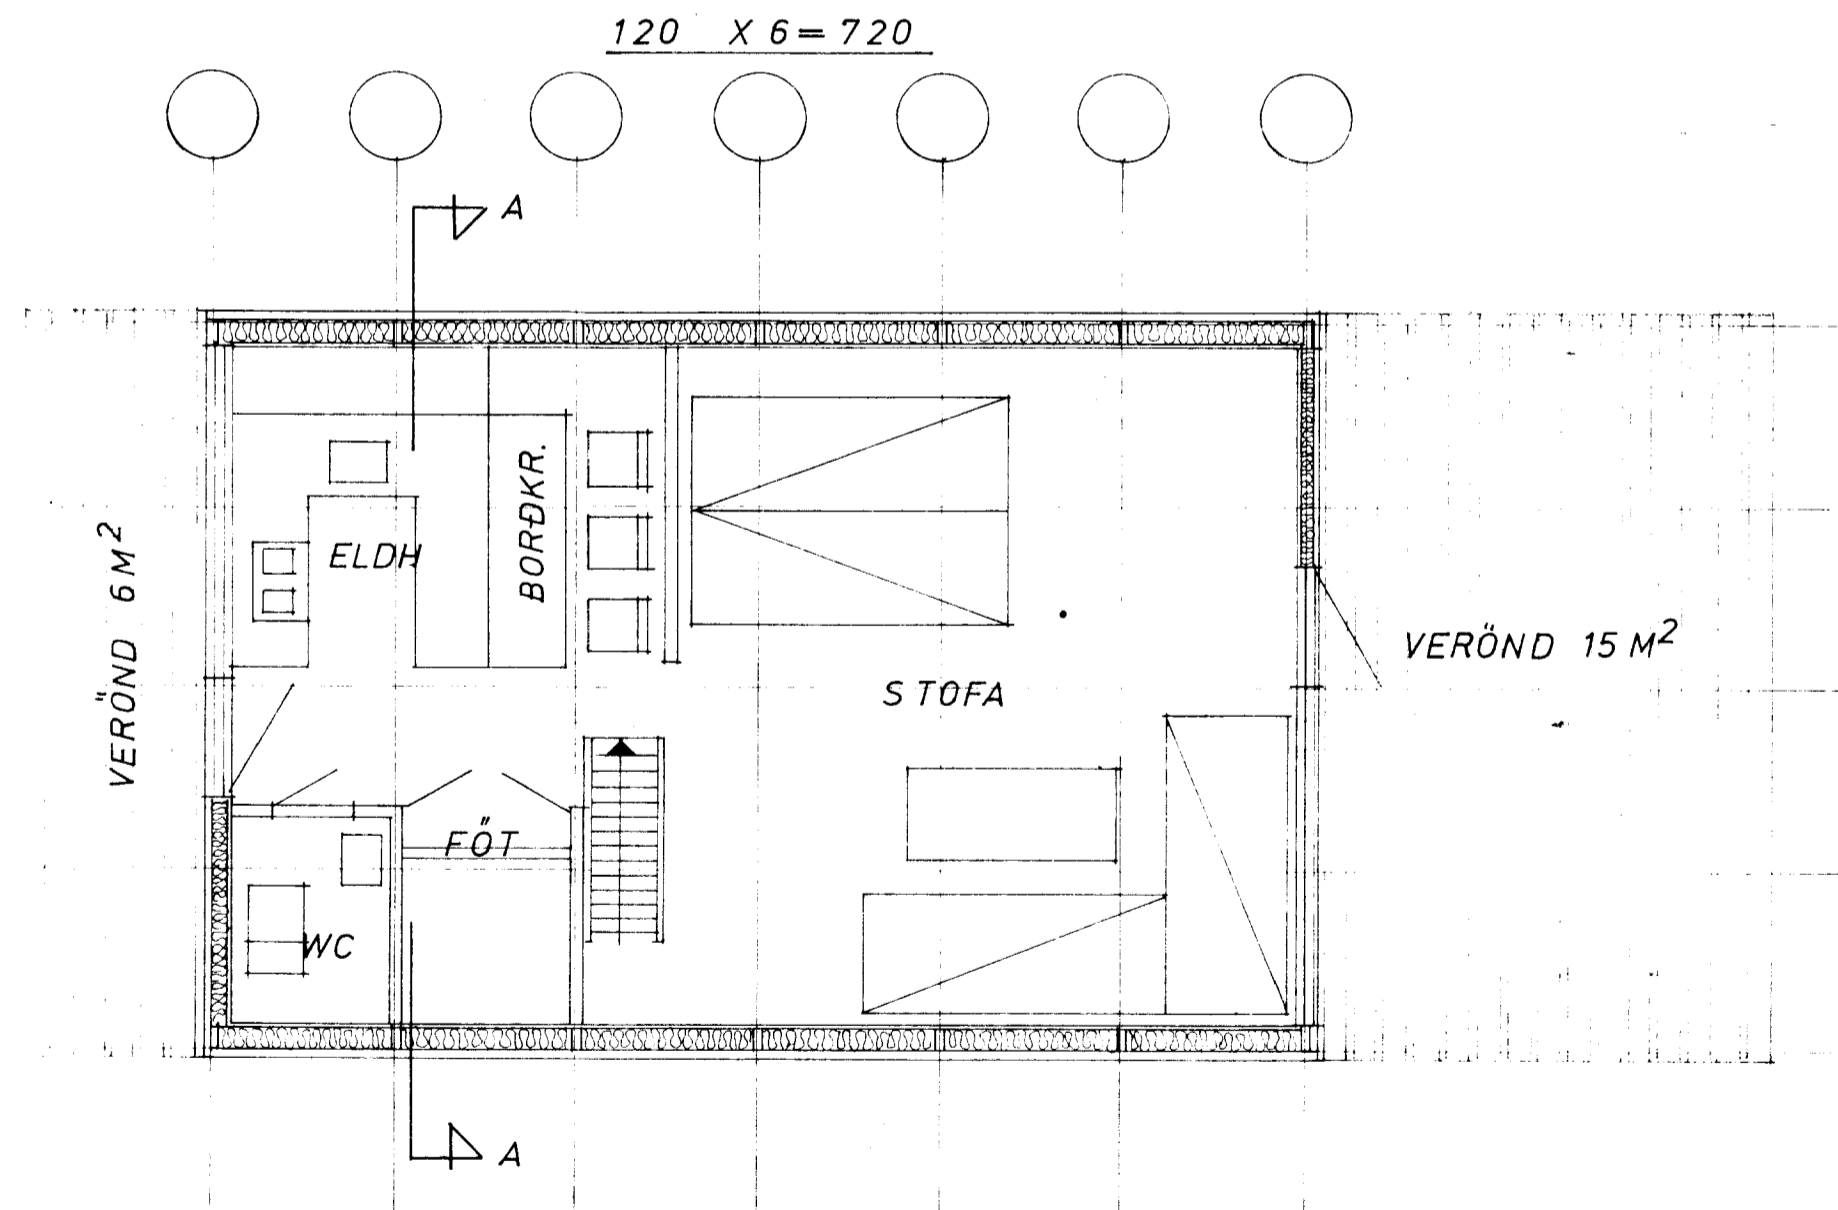 120 X 6 = 720
A
BORÐKR.
ELDH
VERÖND 6 M²
VERÖND 15 M²
STOFA
FÖT
WC
A